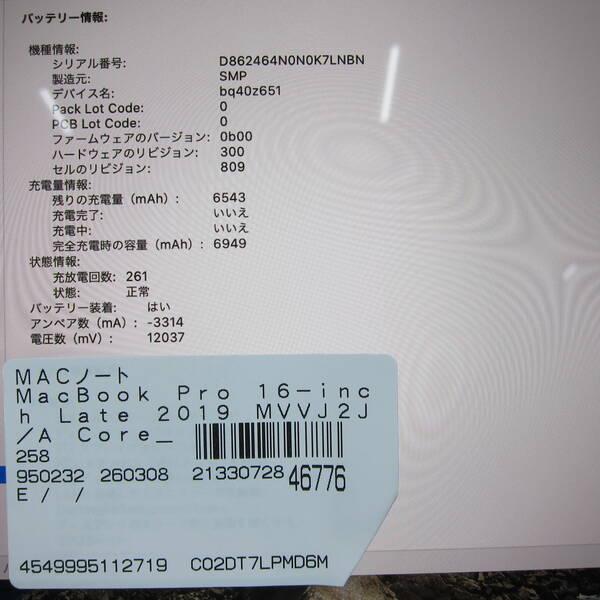 バッテリー情報:
機種情報:
シリアル番号: D862464N0N0K7LNBN
製造元: SMP
デバイス名: bq40z651
Pack Lot Code: 0
PCB Lot Code: 0
ファームウェアのバージョン: 0b00
ハードウェアのリビジョン: 300
セルのリビジョン: 809
充電量情報:
残りの充電量（mAh）: 6543
充電完了: いいえ
充電中: いいえ
完全充電時の容量（mAh）: 6949
状態情報:
充放電回数: 261
状態: 正常
バッテリー装着: はい
アンペア数（mA）: -3314
電圧数（mV）: 12037
MACノート
MacBook Pro 16-inc
h Late 2019 MVVJ2J
/A Core_
258
950232 260308 21330728 46776
E / /
4549995112719 C02DT7LPMD6M